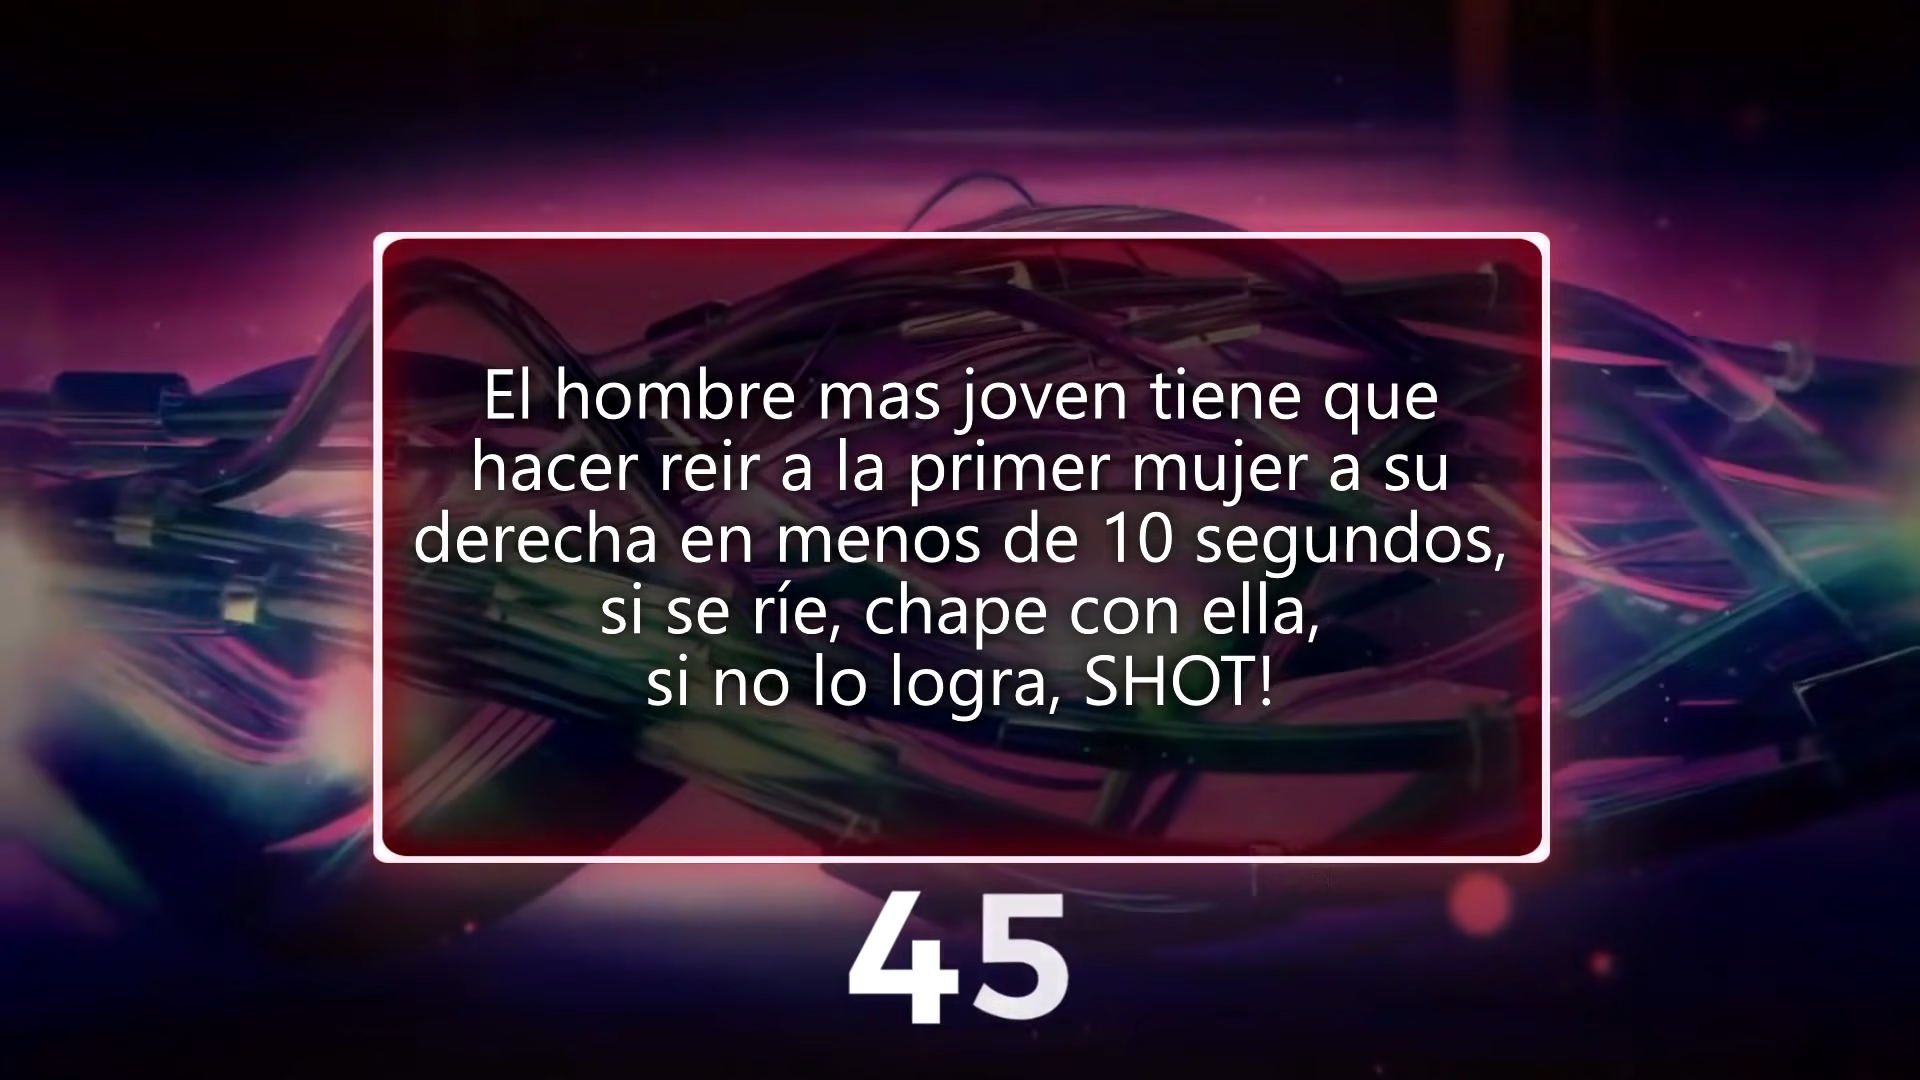 El hombre mas joven tiene que
hacer reir a la primer mujer a su
derecha en menos de 10 segundos,
si se ríe, chape con ella,
si no lo logra, SHOT!
45